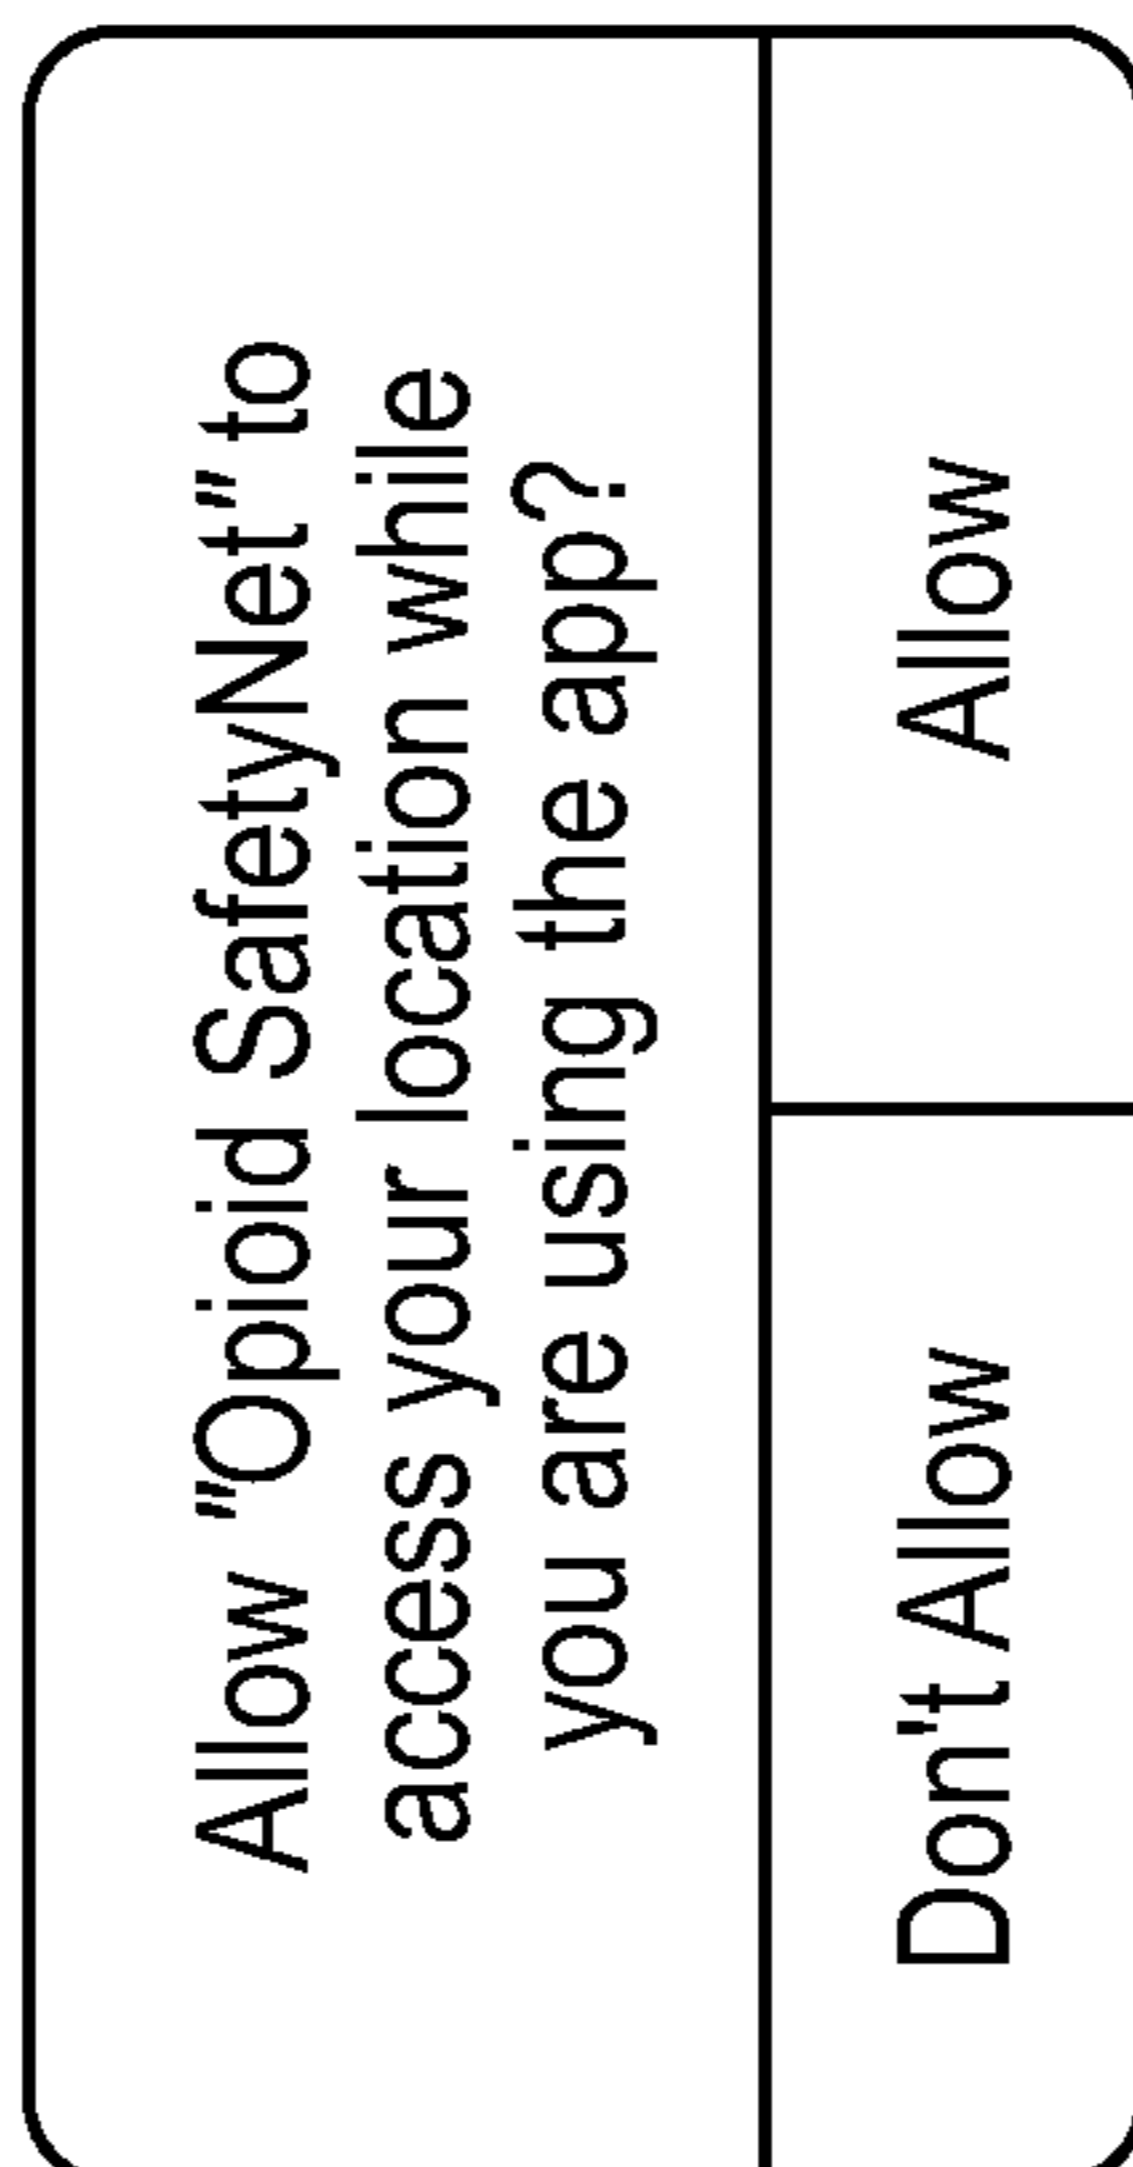 Allow "Opioid SafetyNet" to
access your location while
you are using the app?
Don't Allow
Allow